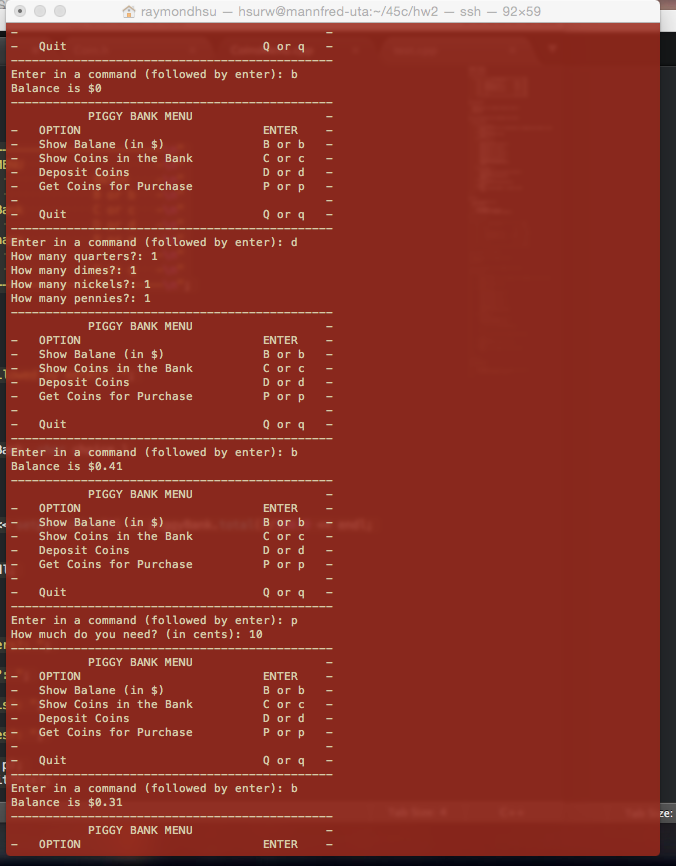 raymondhsu — hsurw@mannfred-uta:~/45c/hw2 — ssh — 92×59
- -
- Quit Q or q -
----------------------------------------------
Enter in a command (followed by enter): b
Balance is $0
----------------------------------------------
PIGGY BANK MENU -
- OPTION ENTER -
- Show Balane (in $) B or b -
- Show Coins in the Bank C or c -
- Deposit Coins D or d -
- Get Coins for Purchase P or p -
- -
- Quit Q or q -
----------------------------------------------
Enter in a command (followed by enter): d
How many quarters?: 1
How many dimes?: 1
How many nickels?: 1
How many pennies?: 1
----------------------------------------------
PIGGY BANK MENU -
- OPTION ENTER -
- Show Balane (in $) B or b -
- Show Coins in the Bank C or c -
- Deposit Coins D or d -
- Get Coins for Purchase P or p -
- -
- Quit Q or q -
----------------------------------------------
Enter in a command (followed by enter): b
Balance is $0.41
----------------------------------------------
PIGGY BANK MENU -
- OPTION ENTER -
- Show Balane (in $) B or b -
- Show Coins in the Bank C or c -
- Deposit Coins D or d -
- Get Coins for Purchase P or p -
- -
- Quit Q or q -
----------------------------------------------
Enter in a command (followed by enter): p
How much do you need? (in cents): 10
----------------------------------------------
PIGGY BANK MENU -
- OPTION ENTER -
- Show Balane (in $) B or b -
- Show Coins in the Bank C or c -
- Deposit Coins D or d -
- Get Coins for Purchase P or p -
- -
- Quit Q or q -
----------------------------------------------
Enter in a command (followed by enter): b
Balance is $0.31
----------------------------------------------
PIGGY BANK MENU -
- OPTION ENTER -